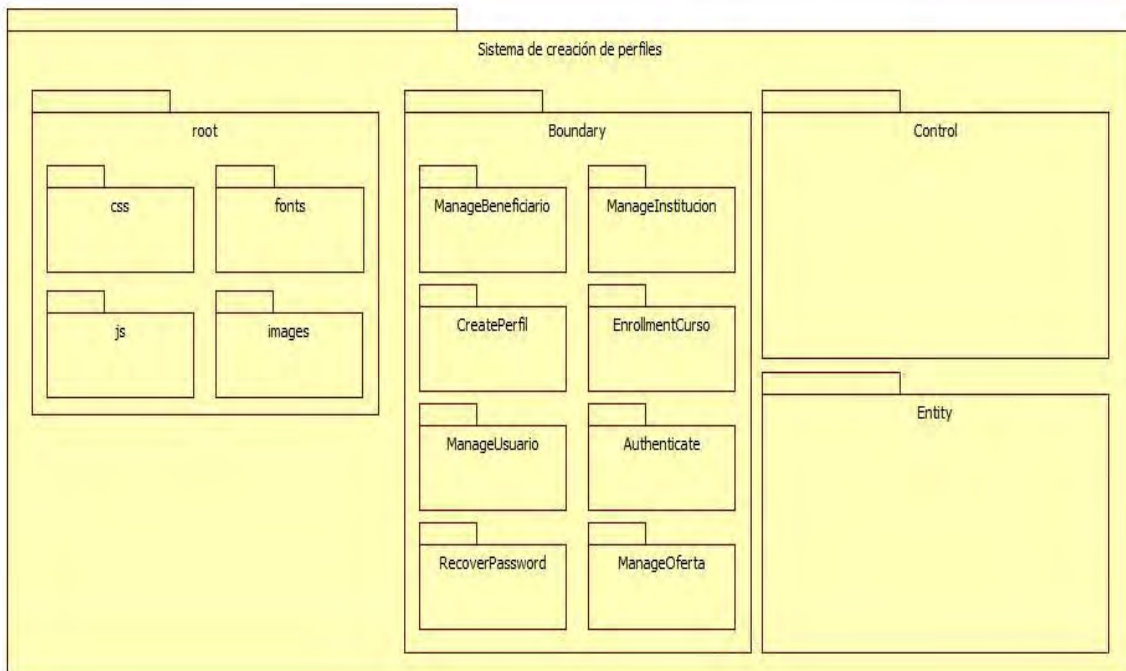 Sistema de creación de perfiles
root
css
fonts
js
images
Boundary
ManageBeneficiario
ManageInstitucion
CreatePerfil
EnrollmentCurso
ManageUsuario
Authenticate
RecoverPassword
ManageOferta
Control
Entity